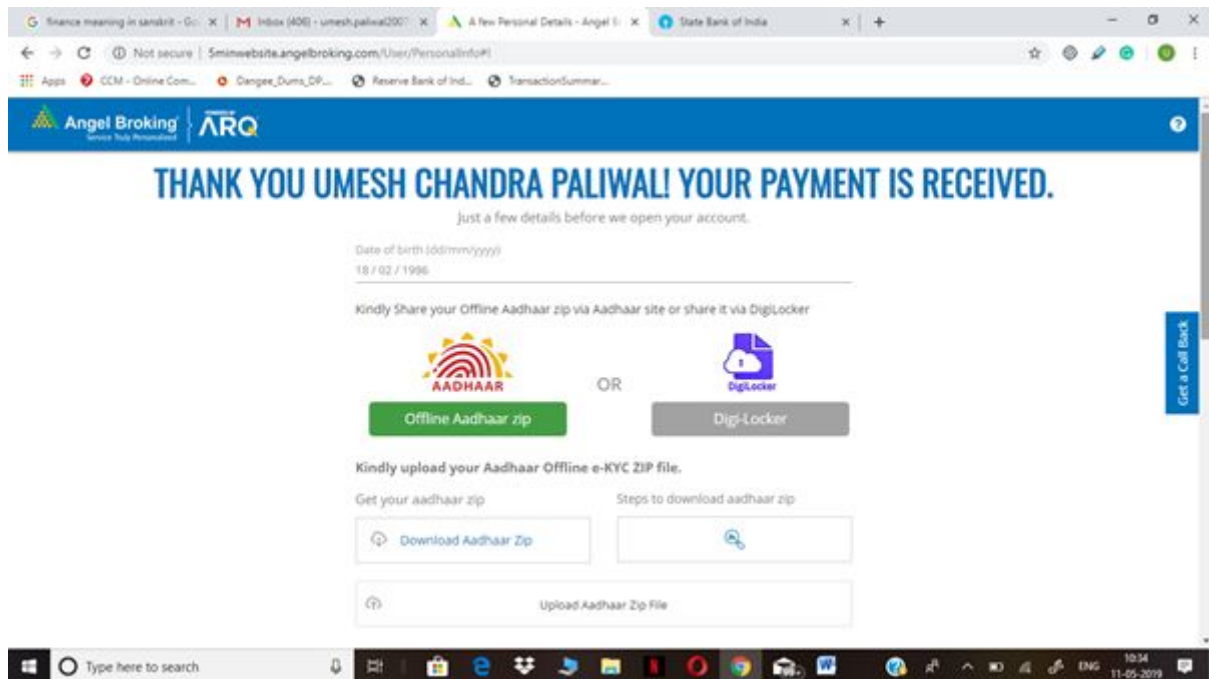 finance meaning in sanskrit - Go
Inbox (406) - umesh.paliwal2007
A few Personal Details - Angel B
State Bank of India
Not secure | 5minwebsite.angelbroking.com/User/PersonalInfo#!
Apps
CCM - Online Com...
Dangee_Dums_DP...
Reserve Bank of Ind...
TransactionSummar...
Angel Broking
Service Truly Personalized
POWERED BY
ARQ
THANK YOU UMESH CHANDRA PALIWAL! YOUR PAYMENT IS RECEIVED.
Just a few details before we open your account.
Date of birth (dd/mm/yyyy)
18 / 02 / 1986
Kindly Share your Offline Aadhaar zip via Aadhaar site or share it via DigiLocker
AADHAAR
OR
DigiLocker
Offline Aadhaar zip
Digi-Locker
Kindly upload your Aadhaar Offline e-KYC ZIP file.
Get your aadhaar zip
Steps to download aadhaar zip
Download Aadhaar Zip
Upload Aadhaar Zip File
Get a Call Back
Type here to search
ENG
10:34
11-05-2019